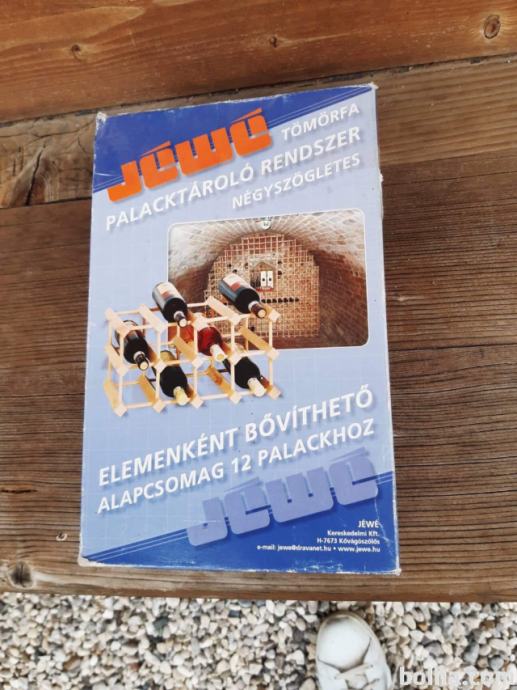 JÉWÉ
TÖMÖRFA
PALACKTÁROLÓ RENDSZER
NÉGYSZÖGLETES
ELEMENKÉNT BŐVÍTHETŐ
ALAPCSOMAG 12 PALACKHOZ
JÉWÉ
JÉWÉ
Kereskedelmi Kft.
H-7673 Kővágószőlős
e-mail: jewe@dravanet.hu • www.jewe.hu